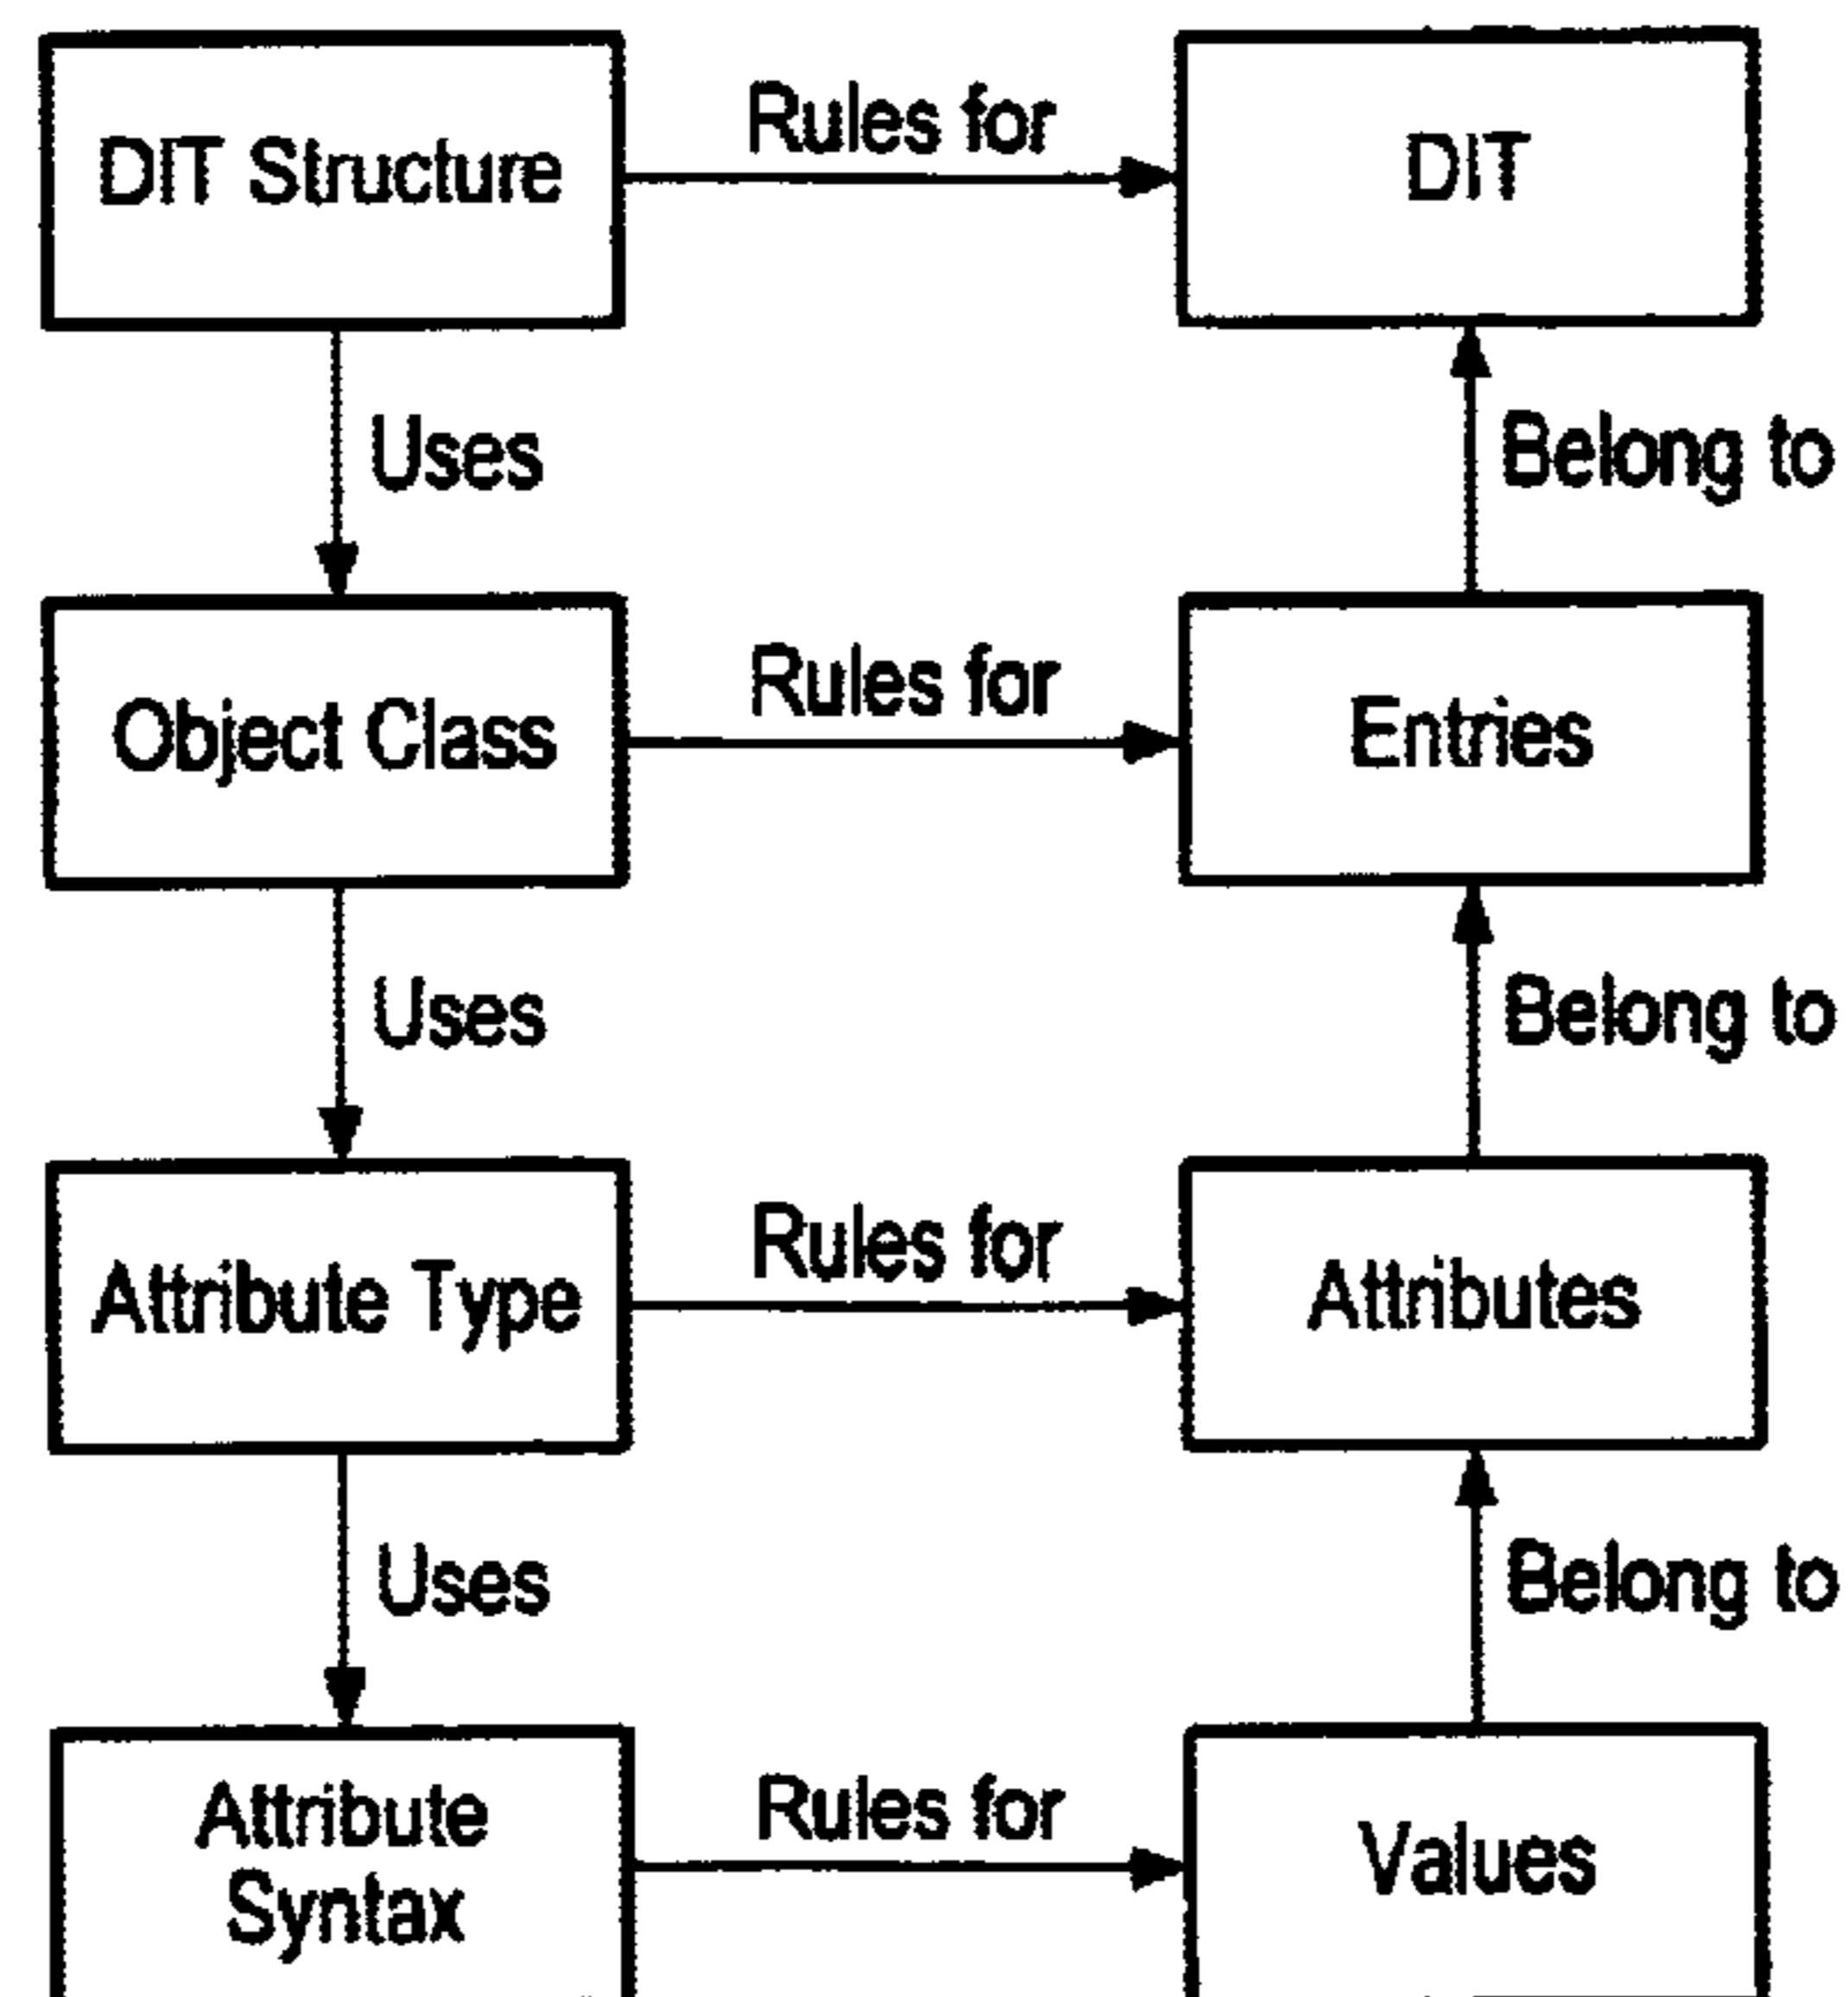 DIT Structure
Rules for
DIT
Uses
Belong to
Object Class
Rules for
Entries
Uses
Belong to
Attribute Type
Rules for
Attributes
Uses
Belong to
Attribute
Syntax
Rules for
Values